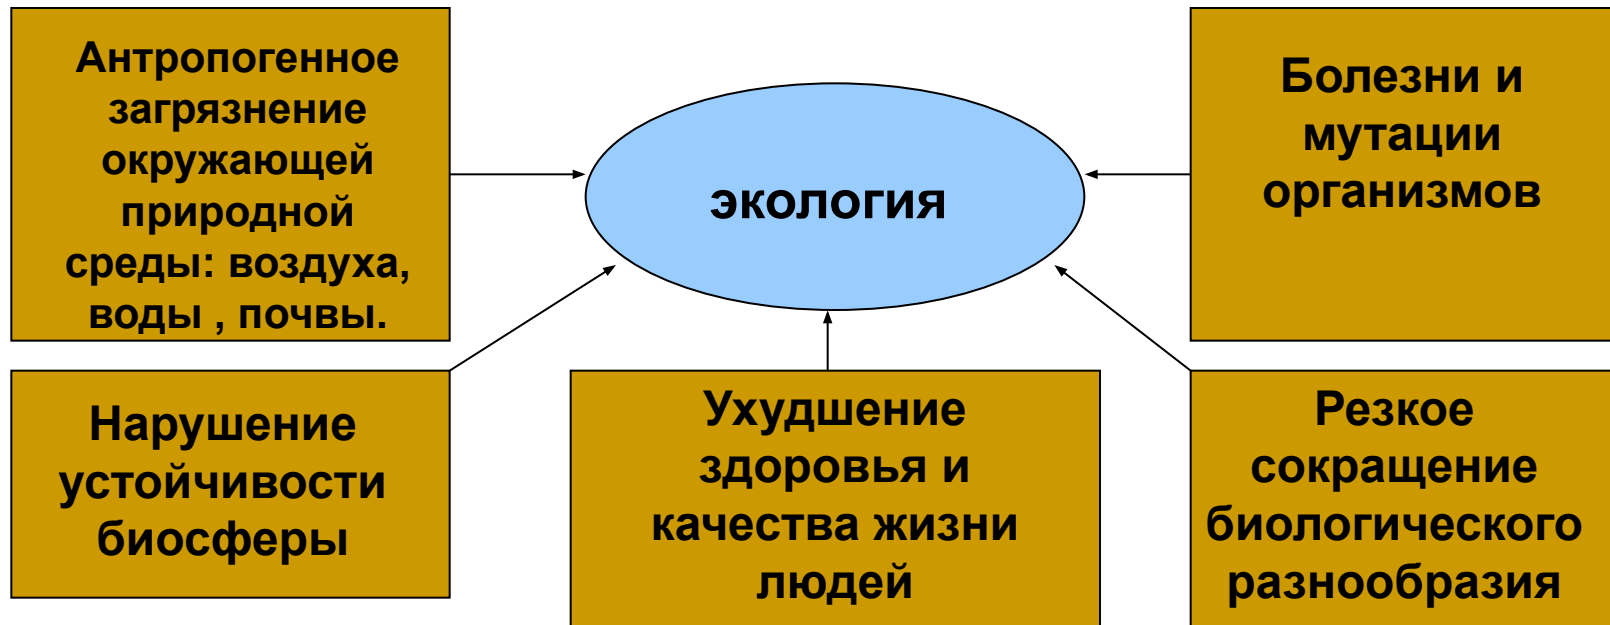 Антропогенное
загрязнение
окружающей
природной
среды: воздуха,
воды , почвы.
экология
Болезни и
мутации
организмов
Нарушение
устойчивости
биосферы
Ухудшение
здоровья и
качества жизни
людей
Резкое
сокращение
биологического
разнообразия